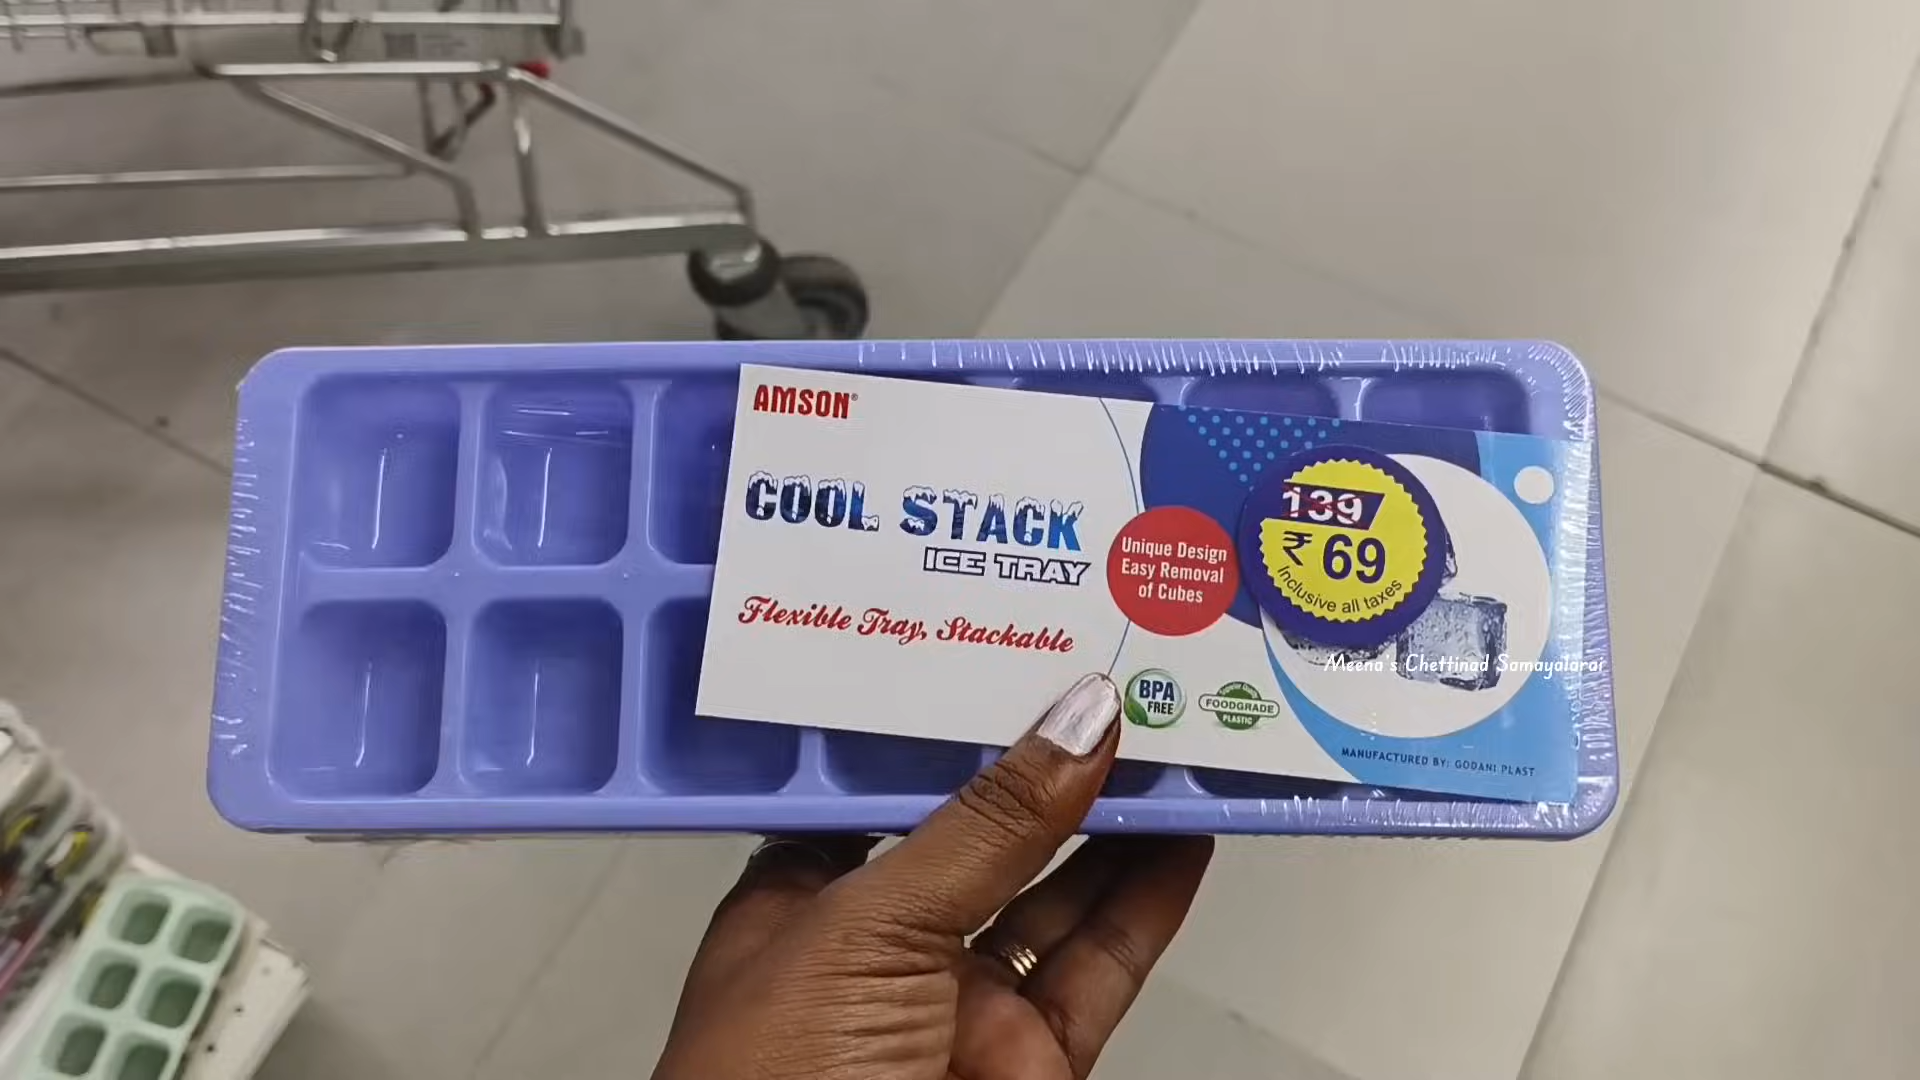 AMSON®
COOL STACK
ICE TRAY
Flexible Tray, Stackable
Unique Design
Easy Removal
of Cubes
139
₹ 69
Inclusive all taxes
BPA
FREE
FOODGRADE
PLASTIC
Meena's Chettinad Samayalarai
MANUFACTURED BY: GODANI PLAST